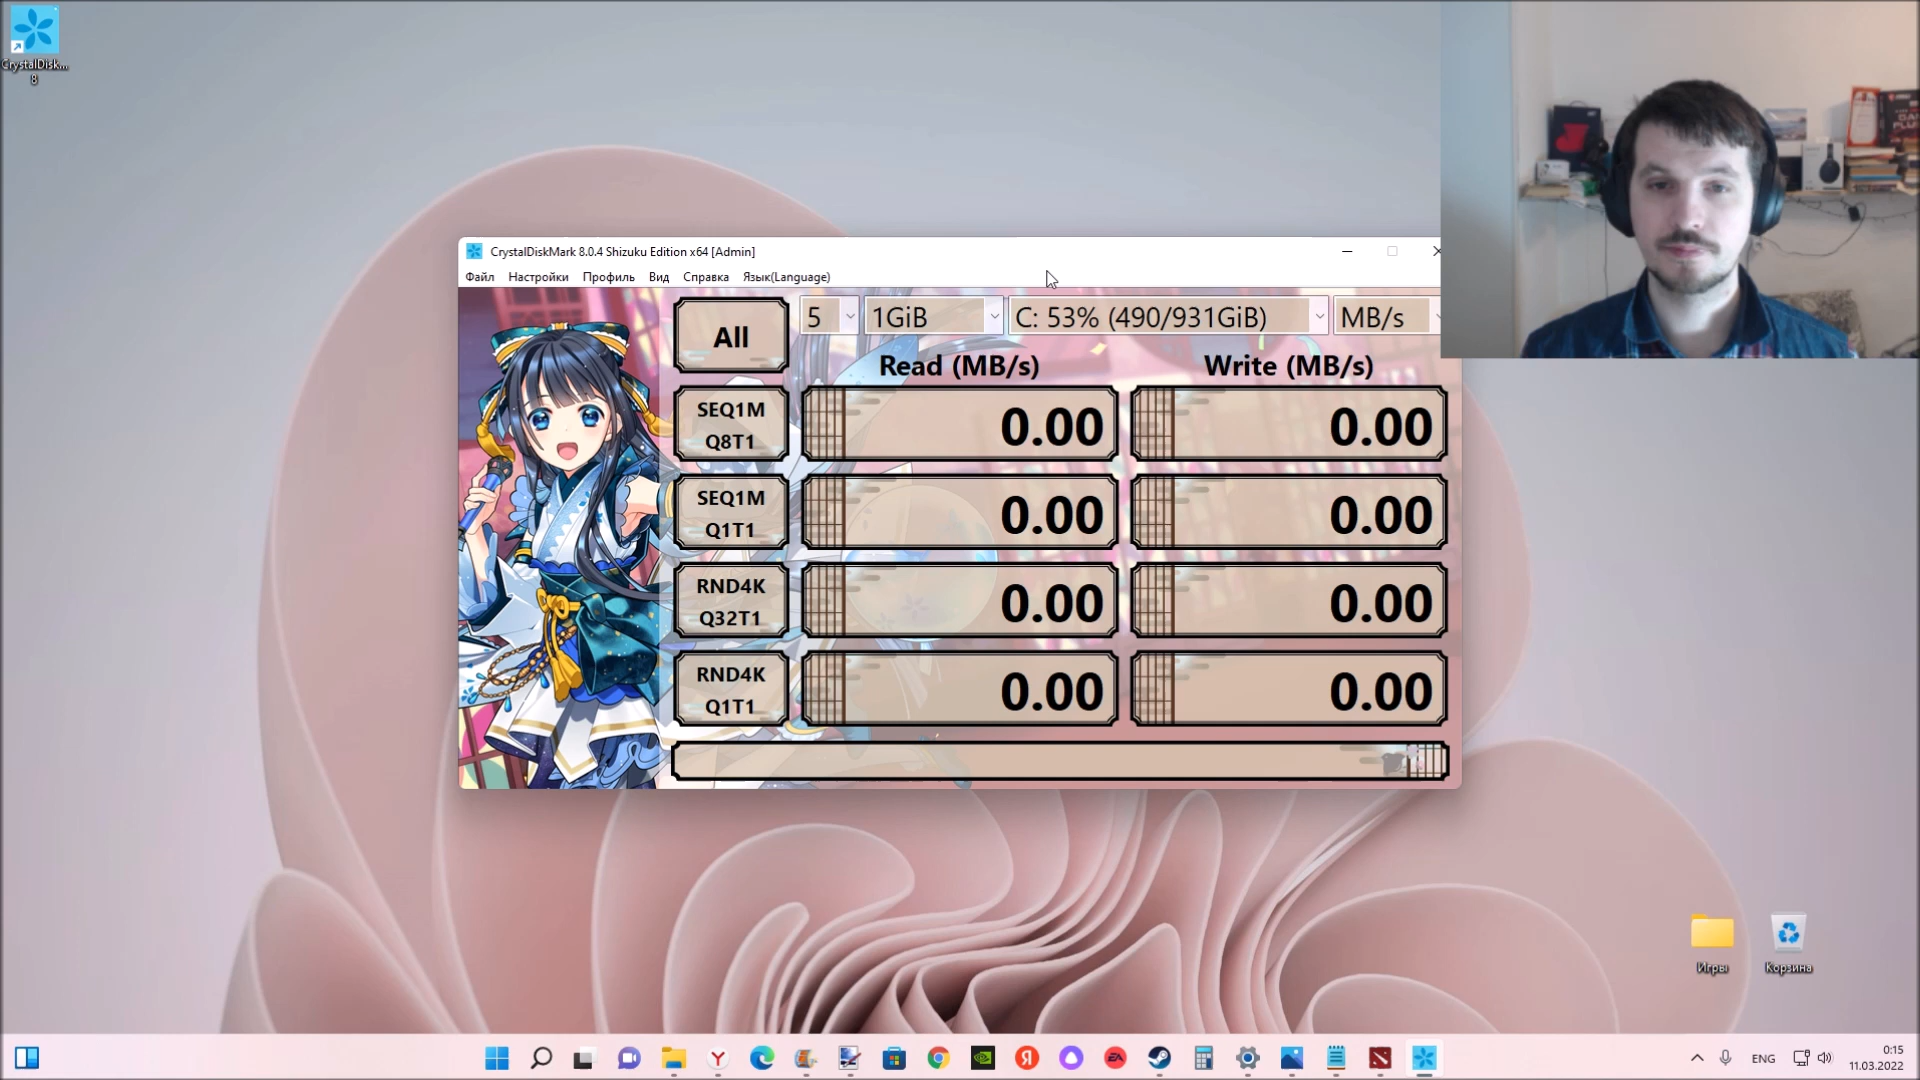 CrystalDisk...
8
CrystalDiskMark 8.0.4 Shizuku Edition x64 [Admin]
Файл Настройки Профиль Вид Справка Язык(Language)
All 5 1GiB C: 53% (490/931GiB) MB/s
Read (MB/s) Write (MB/s)
SEQ1M
Q8T1
0.00 0.00
SEQ1M
Q1T1
0.00 0.00
RND4K
Q32T1
0.00 0.00
RND4K
Q1T1
0.00 0.00
Игры Корзина
ENG
0:15
11.03.2022